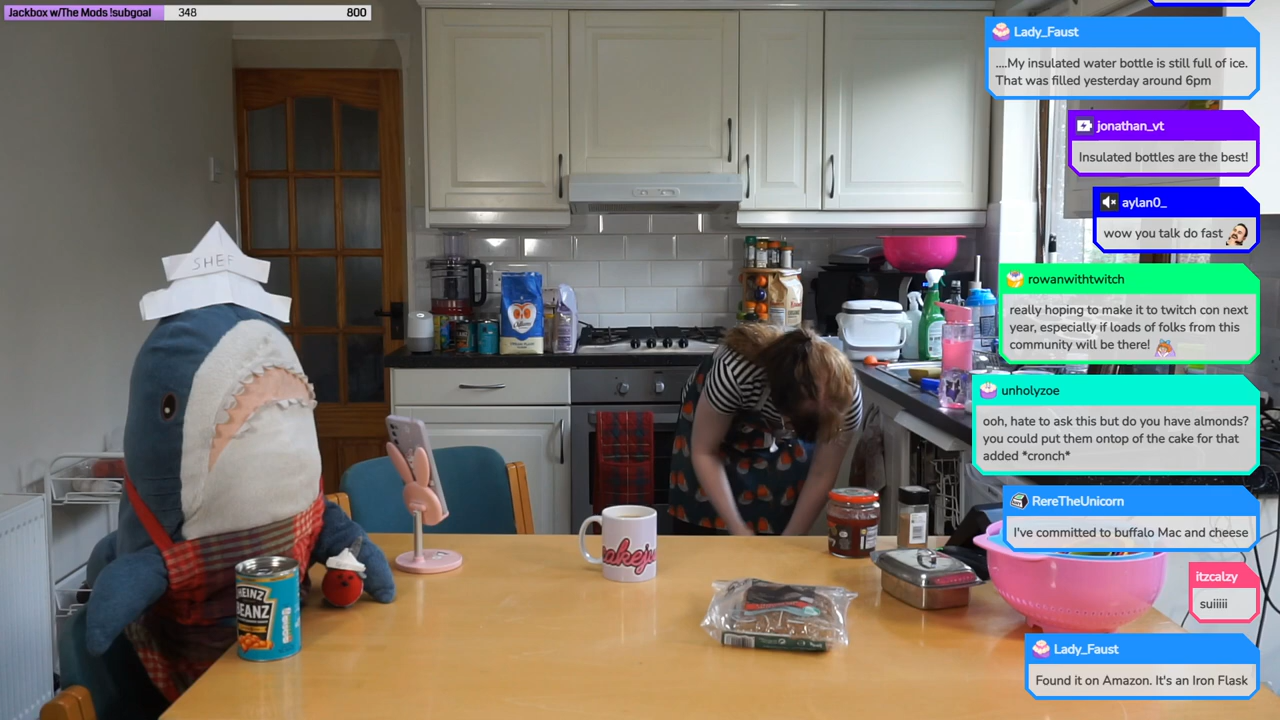 Jackbox w/The Mods !subgoal 348 800
Lady_Faust
....My insulated water bottle is still full of ice.
That was filled yesterday around 6pm
jonathan_vt
Insulated bottles are the best!
aylan0_
wow you talk do fast
rowanwithtwitch
really hoping to make it to twitch con next
year, especially if loads of folks from this
community will be there!
unholyzoe
ooh, hate to ask this but do you have almonds?
you could put them ontop of the cake for that
added *cronch*
RereTheUnicorn
I've committed to buffalo Mac and cheese
itzcalzy
suiiiii
Lady_Faust
Found it on Amazon. It's an Iron Flask
SHEF
HEINZ
BEANZ